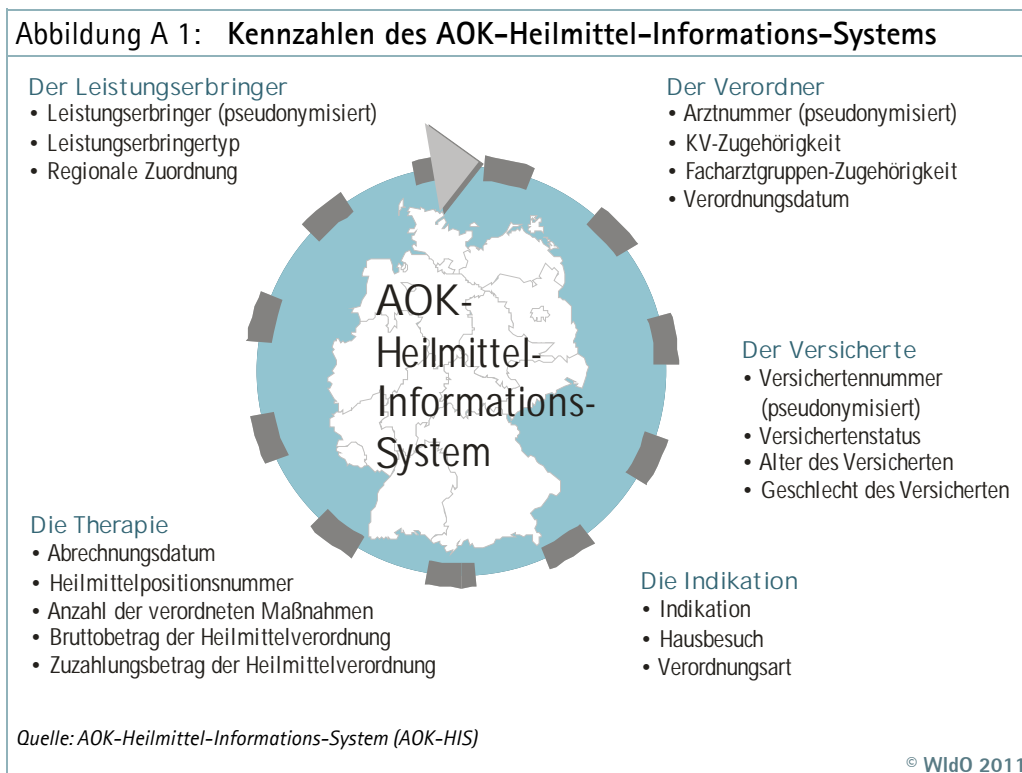 Abbildung A 1: Kennzahlen des AOK-Heilmittel-Informations-Systems
Der Leistungserbringer
• Leistungserbringer (pseudonymisiert)
• Leistungserbringertyp
• Regionale Zuordnung
Der Verordner
• Arztnummer (pseudonymisiert)
• KV-Zugehörigkeit
• Facharztgruppen-Zugehörigkeit
• Verordnungsdatum
AOK-
Heilmittel-
Informations-
System
Der Versicherte
• Versichertennummer
(pseudonymisiert)
• Versichertenstatus
• Alter des Versicherten
• Geschlecht des Versicherten
Die Therapie
• Abrechnungsdatum
• Heilmittelpositionsnummer
• Anzahl der verordneten Maßnahmen
• Bruttobetrag der Heilmittelverordnung
• Zuzahlungsbetrag der Heilmittelverordnung
Die Indikation
• Indikation
• Hausbesuch
• Verordnungsart
Quelle: AOK-Heilmittel-Informations-System (AOK-HIS)
© WIdO 2011